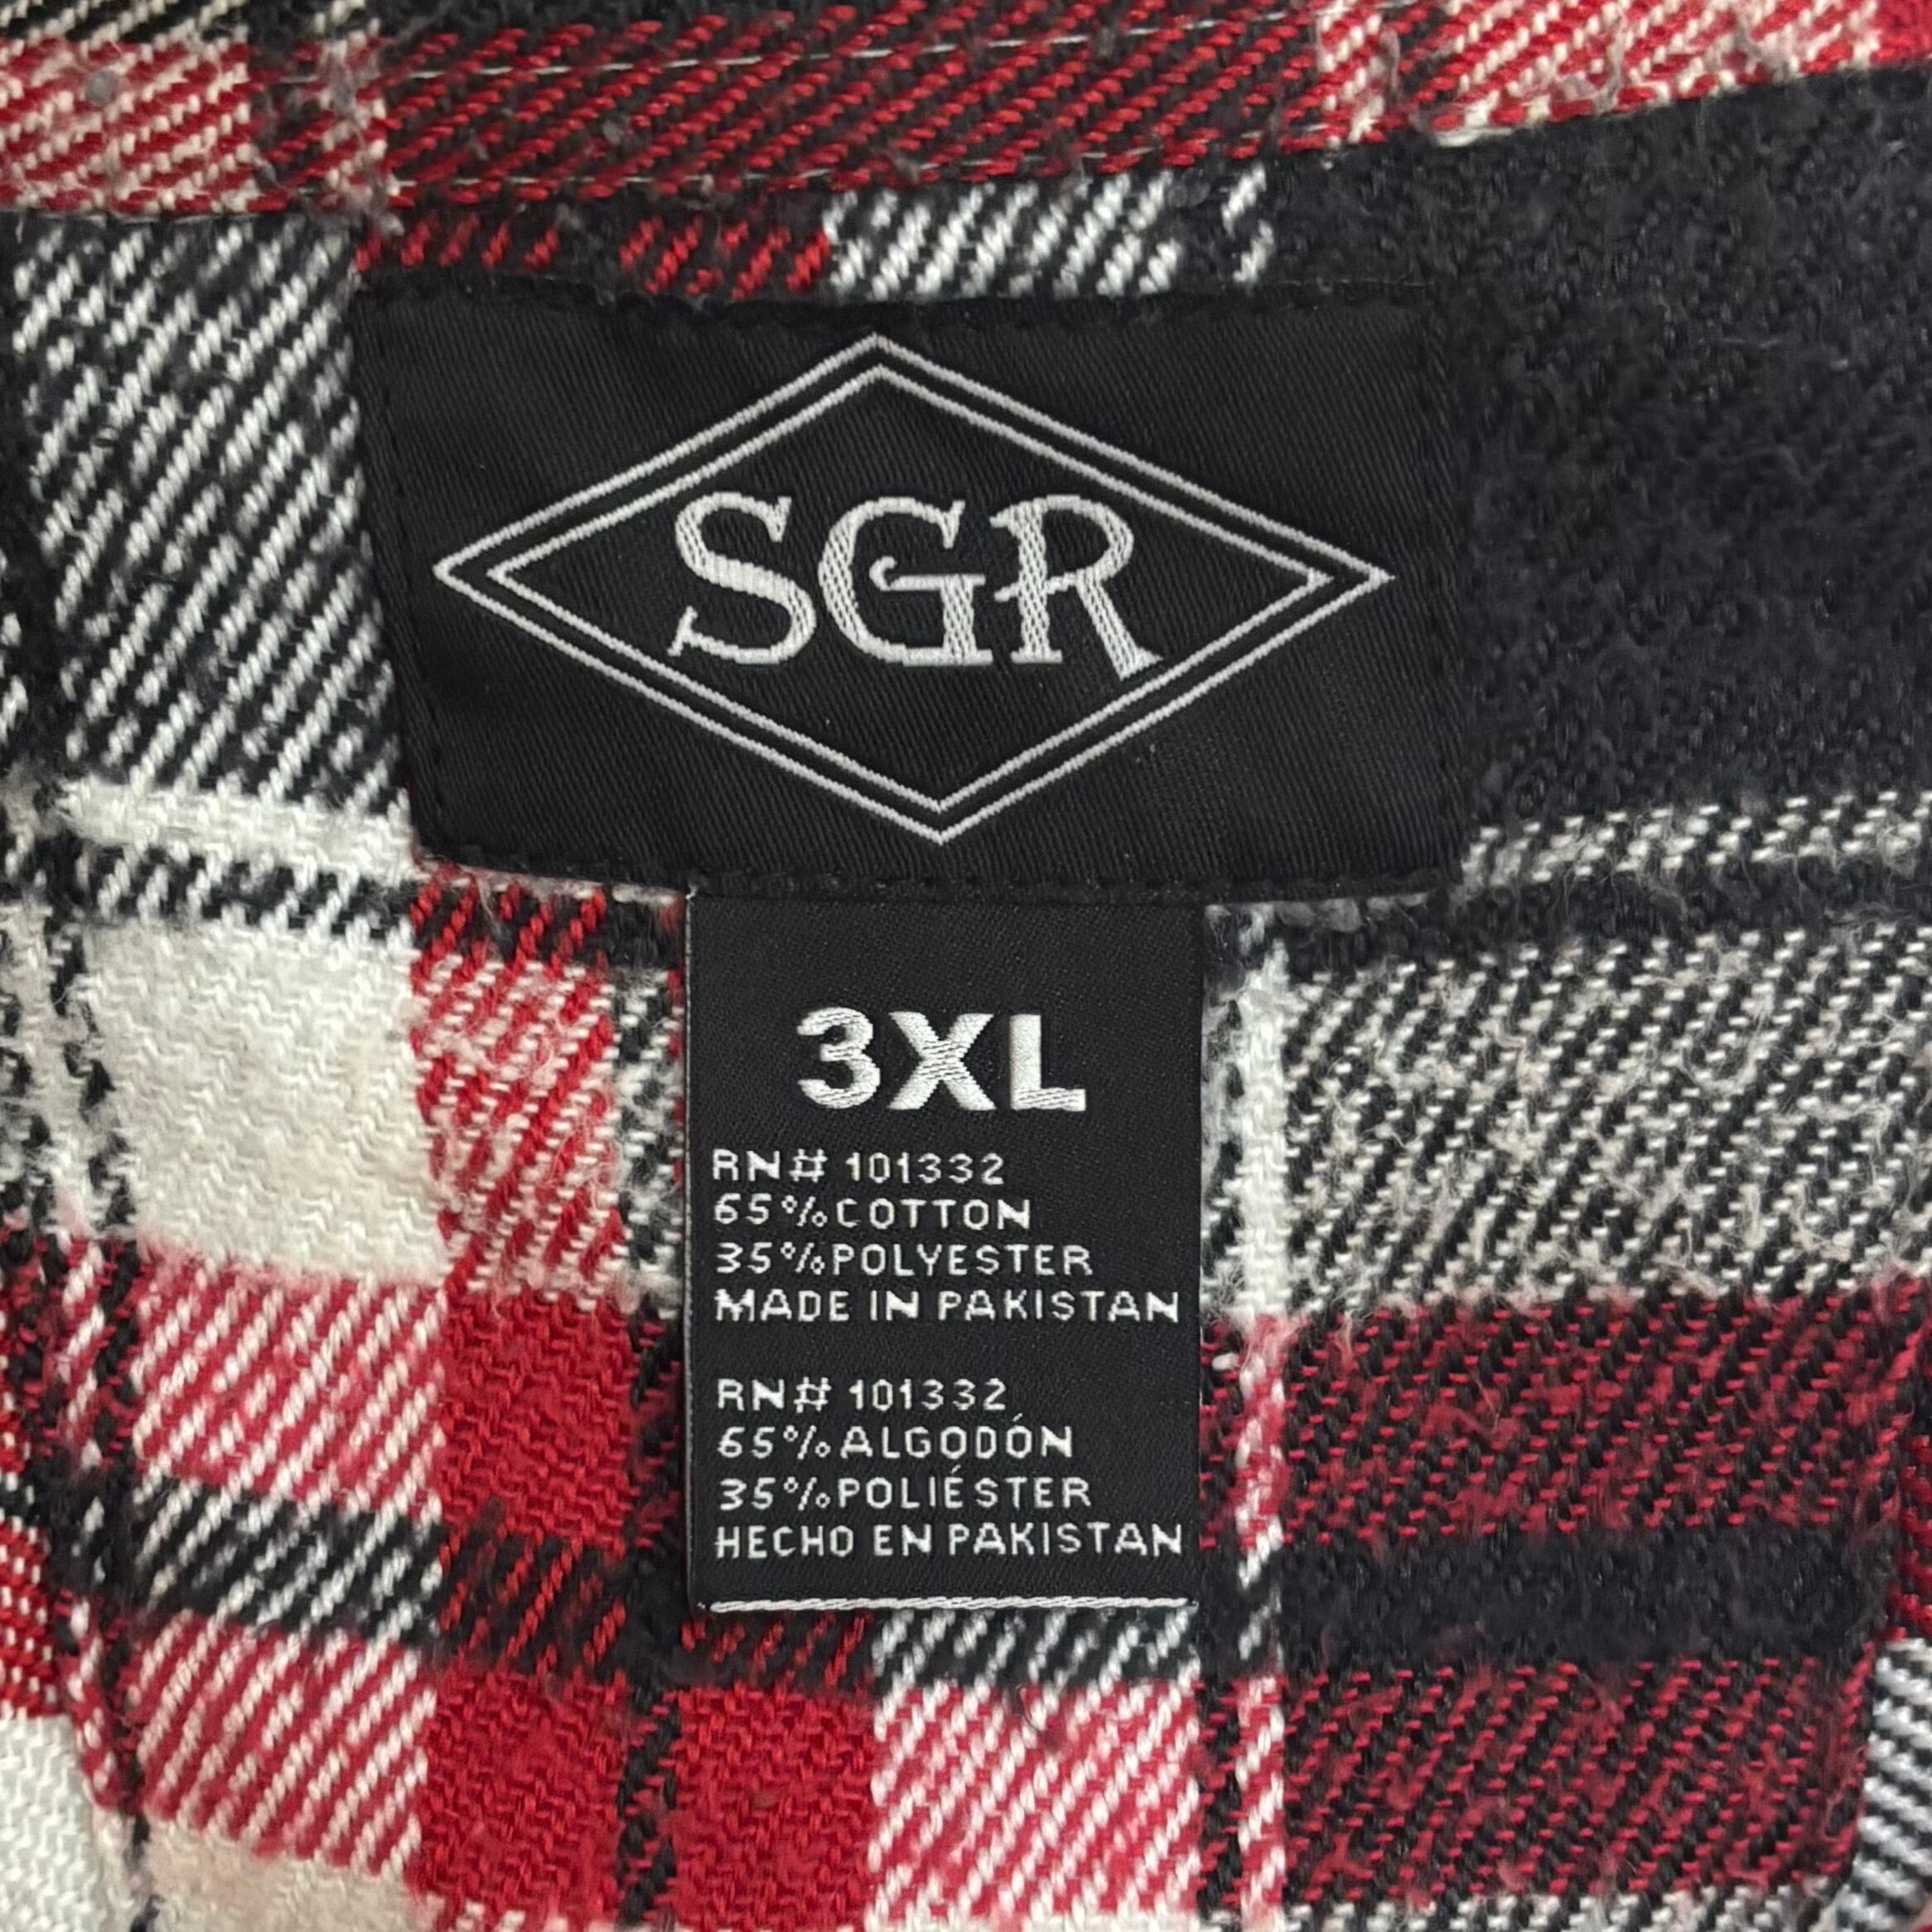 SGR
3XL
RN# 101332
65% COTTON
35% POLYESTER
MADE IN PAKISTAN
RN# 101332
65% ALGODÓN
35% POLIÉSTER
HECHO EN PAKISTAN